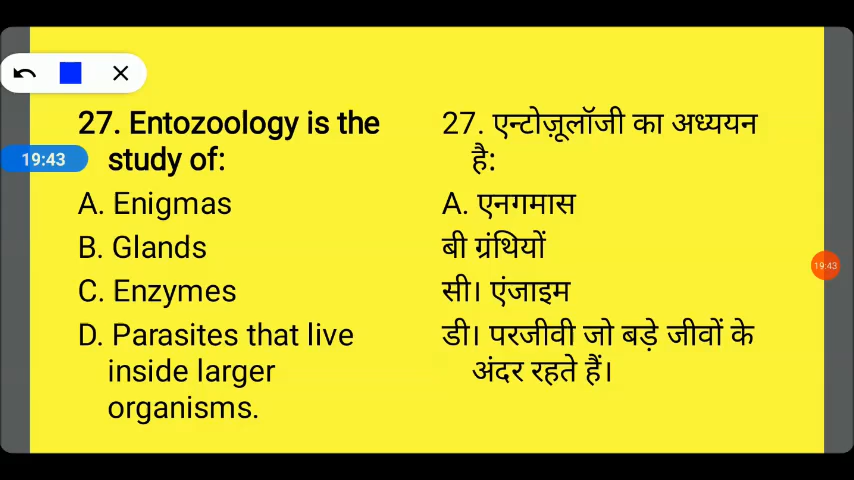 27. Entozoology is the
study of:
A. Enigmas
B. Glands
C. Enzymes
D. Parasites that live
inside larger
organisms.
27. एन्टोज़ूलॉजी का अध्ययन
है:
A. एनगमास
बी ग्रंथियों
सी। एंजाइम
डी। परजीवी जो बड़े जीवों के
अंदर रहते हैं।
19:43
19:43